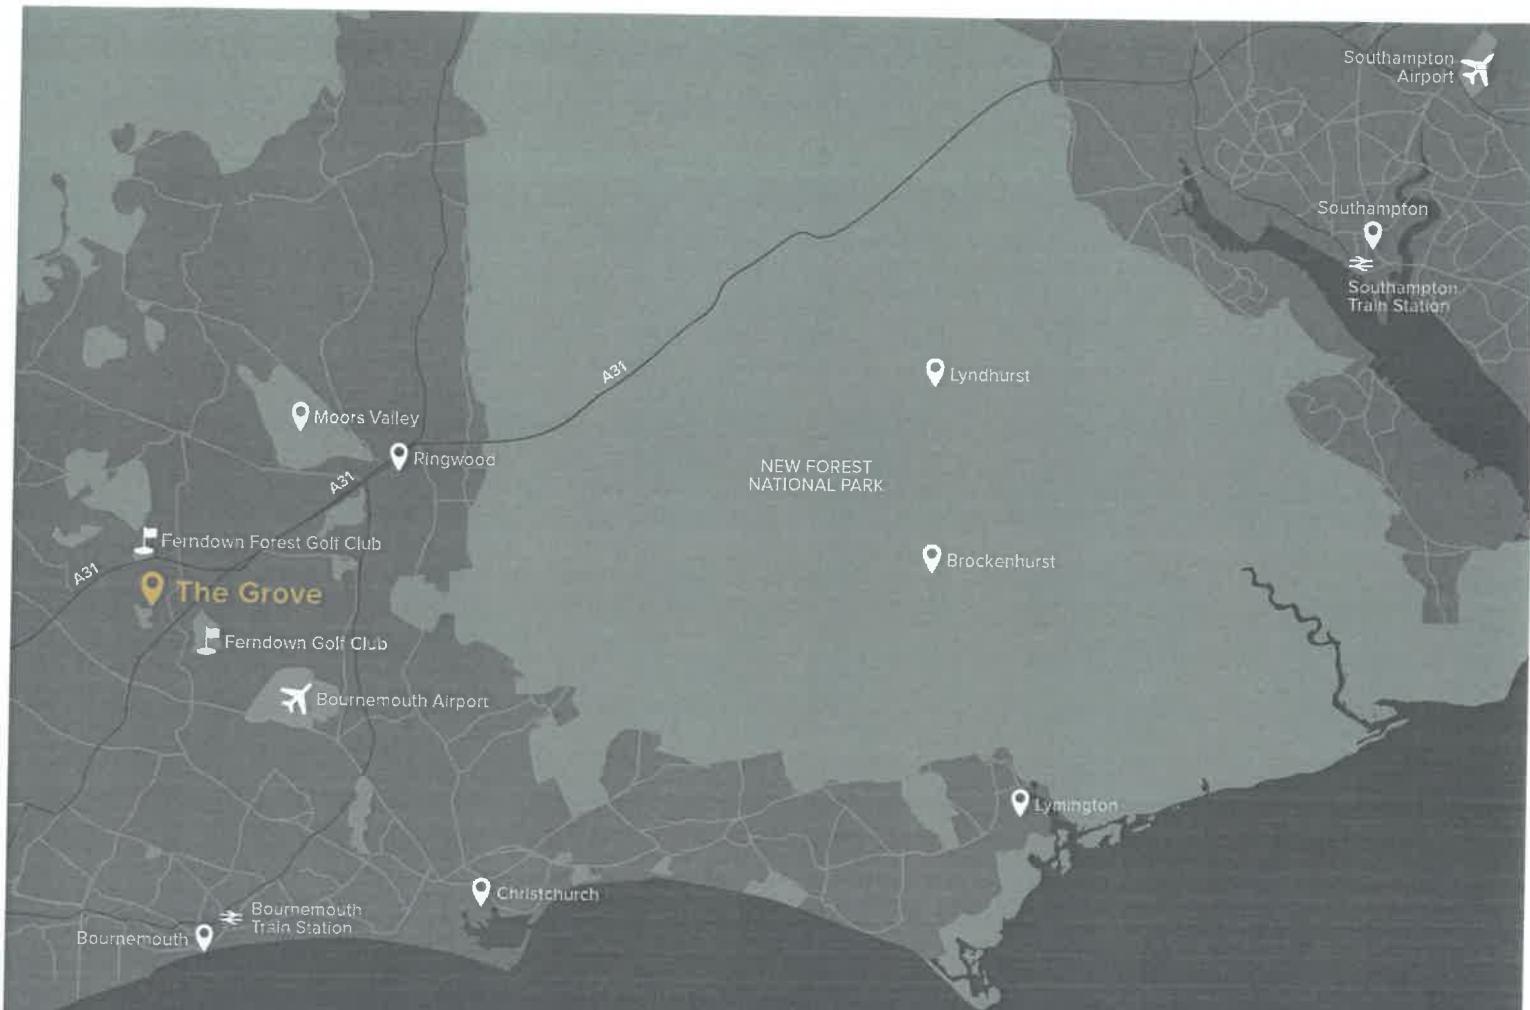 Southampton
Airport
Southampton
Southampton
Train Station
A31
Lyndhurst
Moors Valley
Ringwood
NEW FOREST
NATIONAL PARK
A31
Ferndown Forest Golf Club
Brockenhurst
A31
The Grove
Ferndown Golf Club
Bournemouth Airport
Lymington
Christchurch
Bournemouth
Train Station
Bournemouth